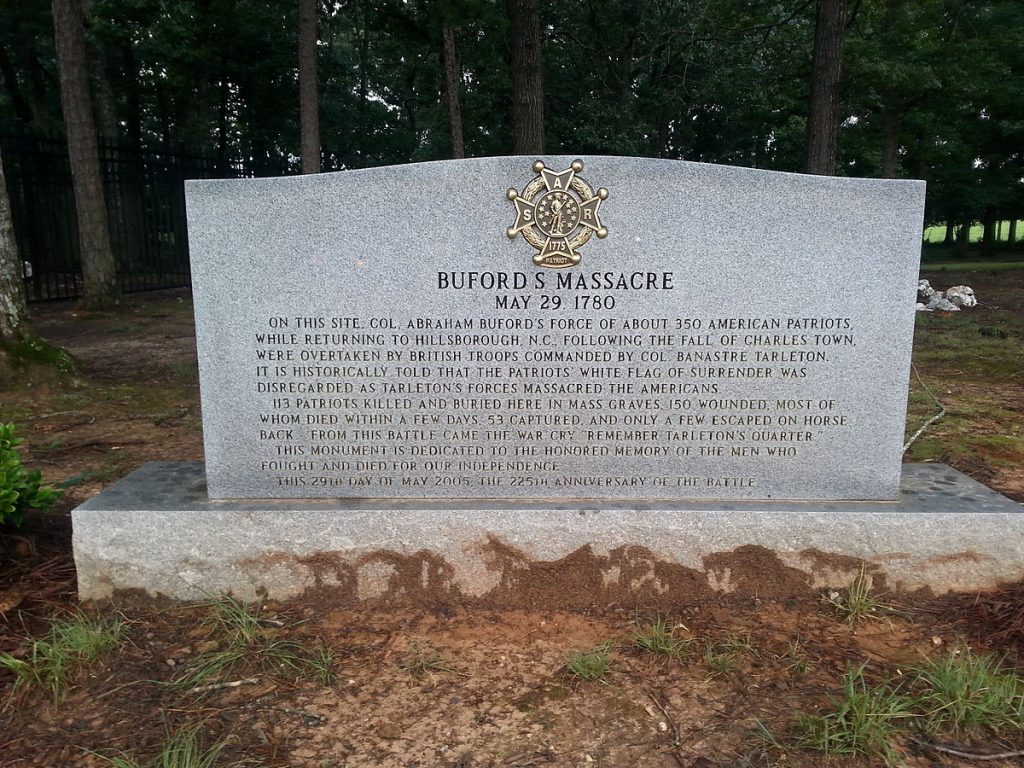 A
S R
1775
PATRIOT
BUFORD'S MASSACRE
MAY 29, 1780
ON THIS SITE, COL. ABRAHAM BUFORD'S FORCE OF ABOUT 350 AMERICAN PATRIOTS,
WHILE RETURNING TO HILLSBOROUGH, N.C., FOLLOWING THE FALL OF CHARLES TOWN,
WERE OVERTAKEN BY BRITISH TROOPS COMMANDED BY COL. BANASTRE TARLETON.
IT IS HISTORICALLY TOLD THAT THE PATRIOTS' WHITE FLAG OF SURRENDER WAS
DISREGARDED AS TARLETON'S FORCES MASSACRED THE AMERICANS.
113 PATRIOTS KILLED AND BURIED HERE IN MASS GRAVES, 150 WOUNDED, MOST OF
WHOM DIED WITHIN A FEW DAYS, 53 CAPTURED, AND ONLY A FEW ESCAPED ON HORSE
BACK. FROM THIS BATTLE CAME THE WAR CRY, "REMEMBER TARLETON'S QUARTER."
THIS MONUMENT IS DEDICATED TO THE HONORED MEMORY OF THE MEN WHO
FOUGHT AND DIED FOR OUR INDEPENDENCE.
THIS 29TH DAY OF MAY 2005, THE 225TH ANNIVERSARY OF THE BATTLE.